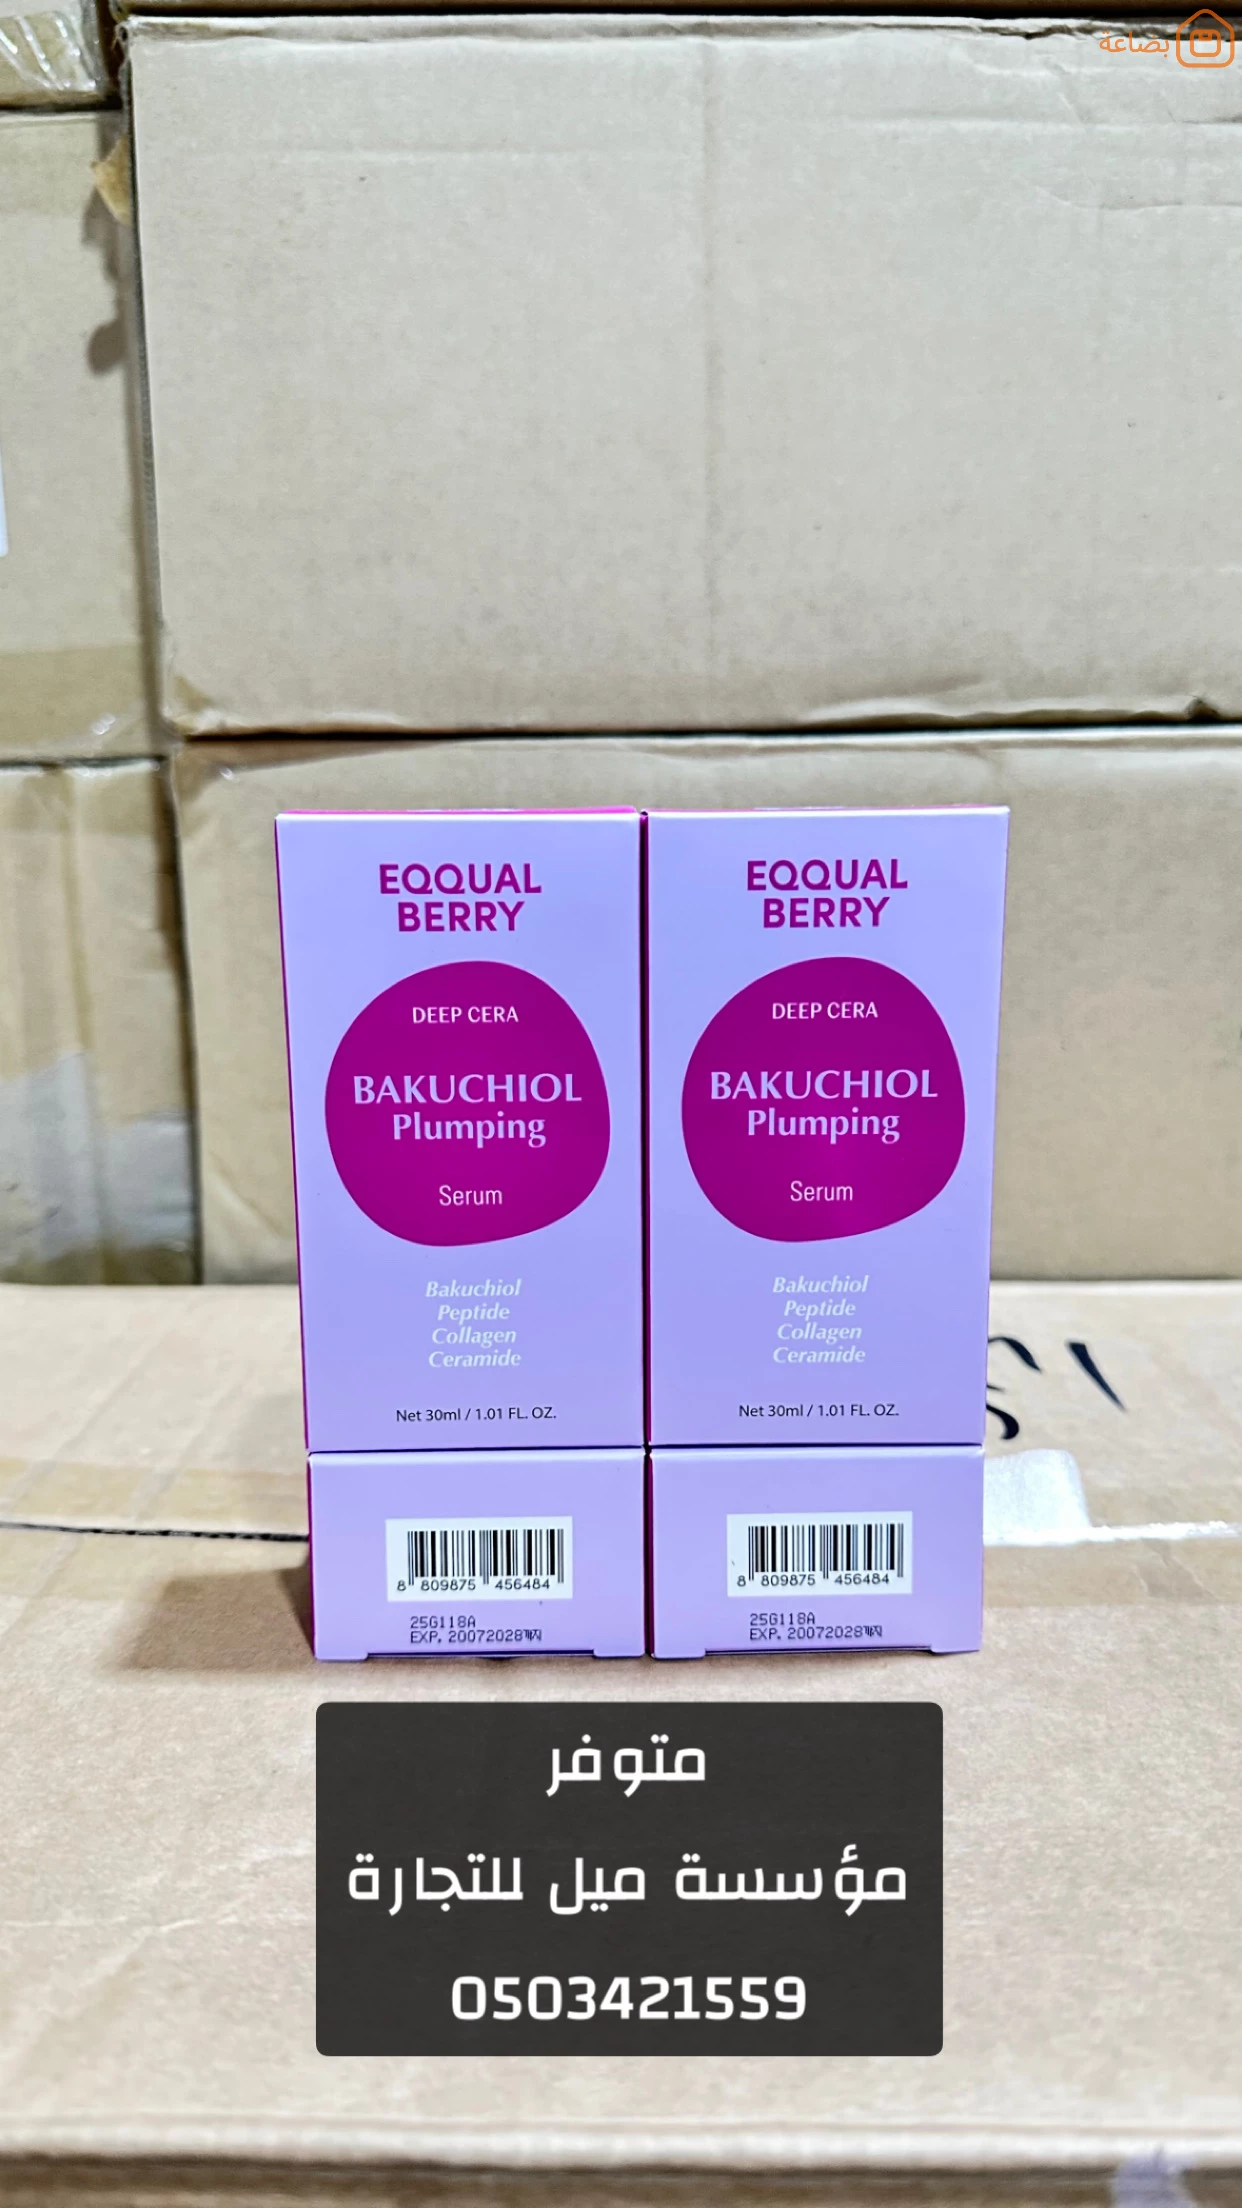 بضاعة
EQQUAL
BERRY
DEEP CERA
BAKUCHIOL
Plumping
Serum
Bakuchiol
Peptide
Collagen
Ceramide
Net 30ml / 1.01 FL. OZ.
8 809875 456484
25G118A
EXP. 20072028
EQQUAL
BERRY
DEEP CERA
BAKUCHIOL
Plumping
Serum
Bakuchiol
Peptide
Collagen
Ceramide
Net 30ml / 1.01 FL. OZ.
8 809875 456484
25G118A
EXP. 20072028
متوفر
مؤسسة ميل للتجارة
0503421559